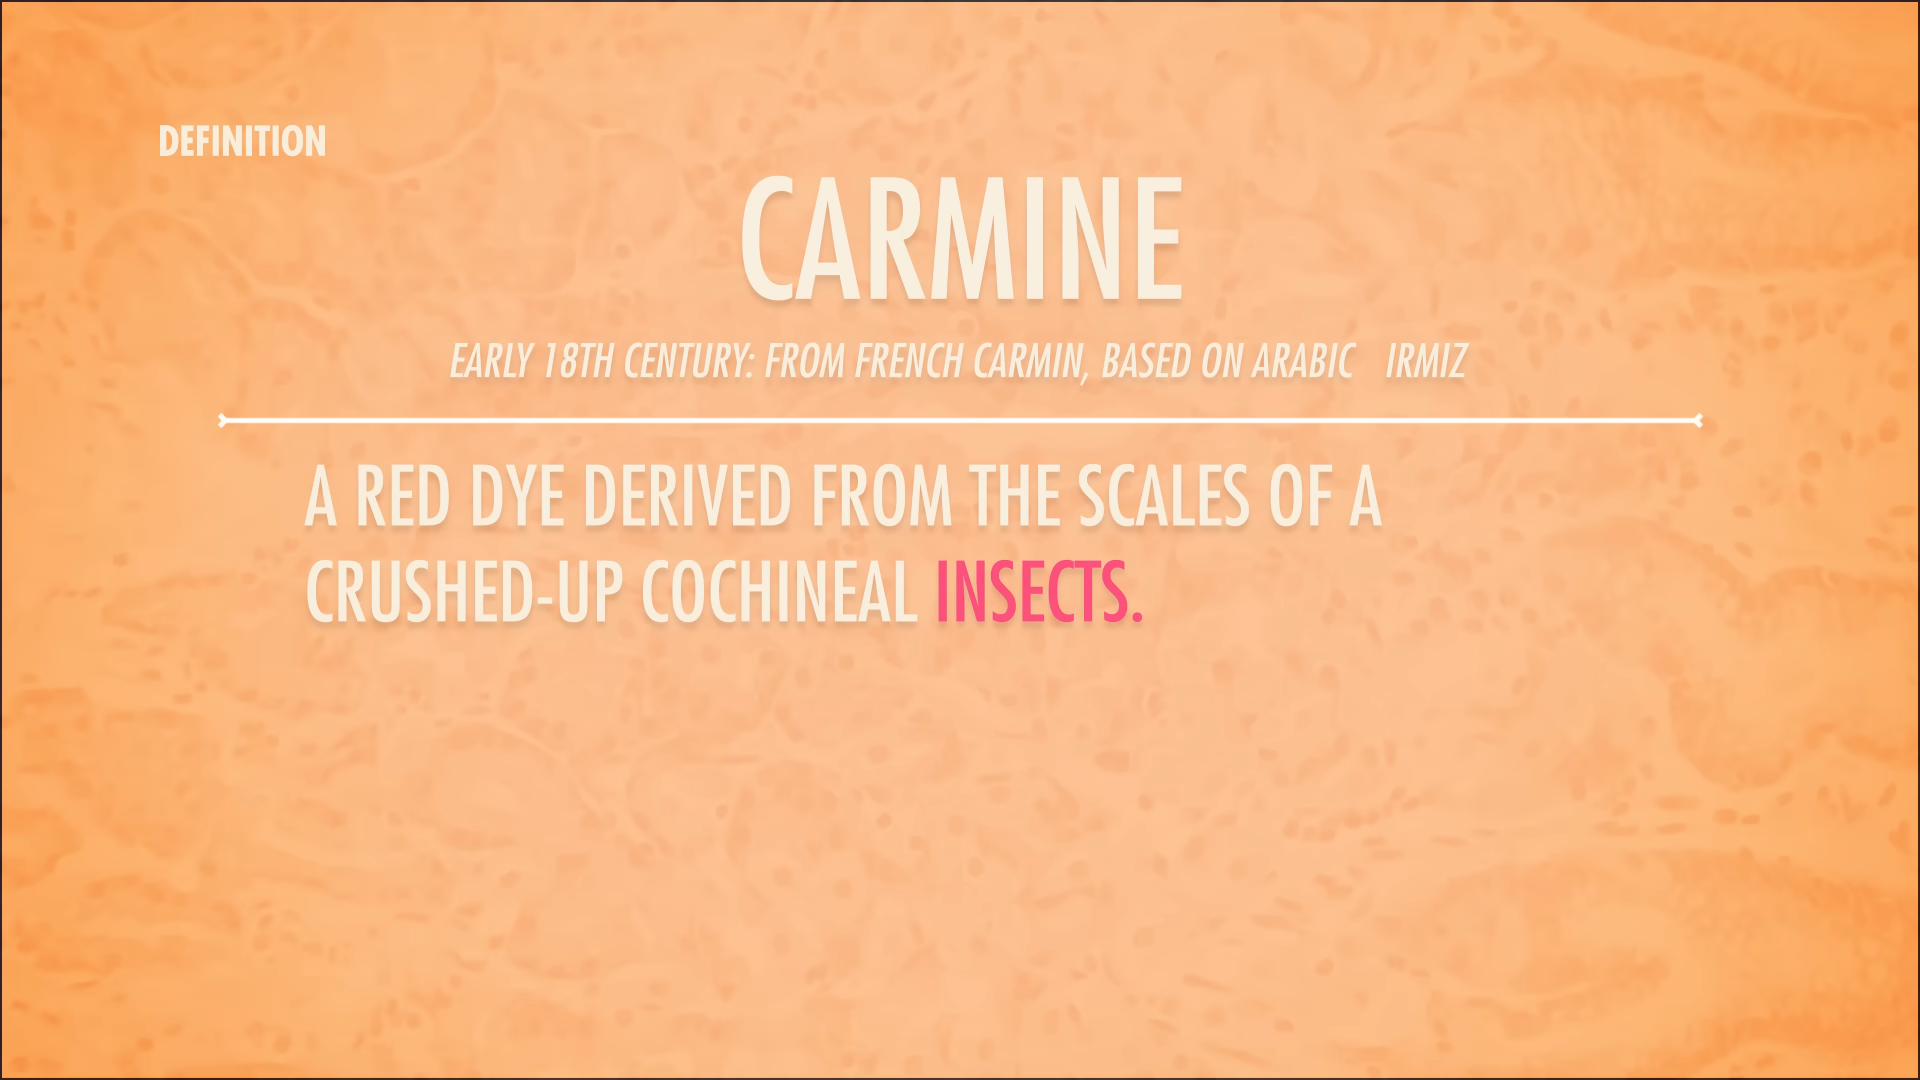 DEFINITION
CARMINE
EARLY 18TH CENTURY: FROM FRENCH CARMIN, BASED ON ARABIC IRMIZ
A RED DYE DERIVED FROM THE SCALES OF A
CRUSHED-UP COCHINEAL INSECTS.